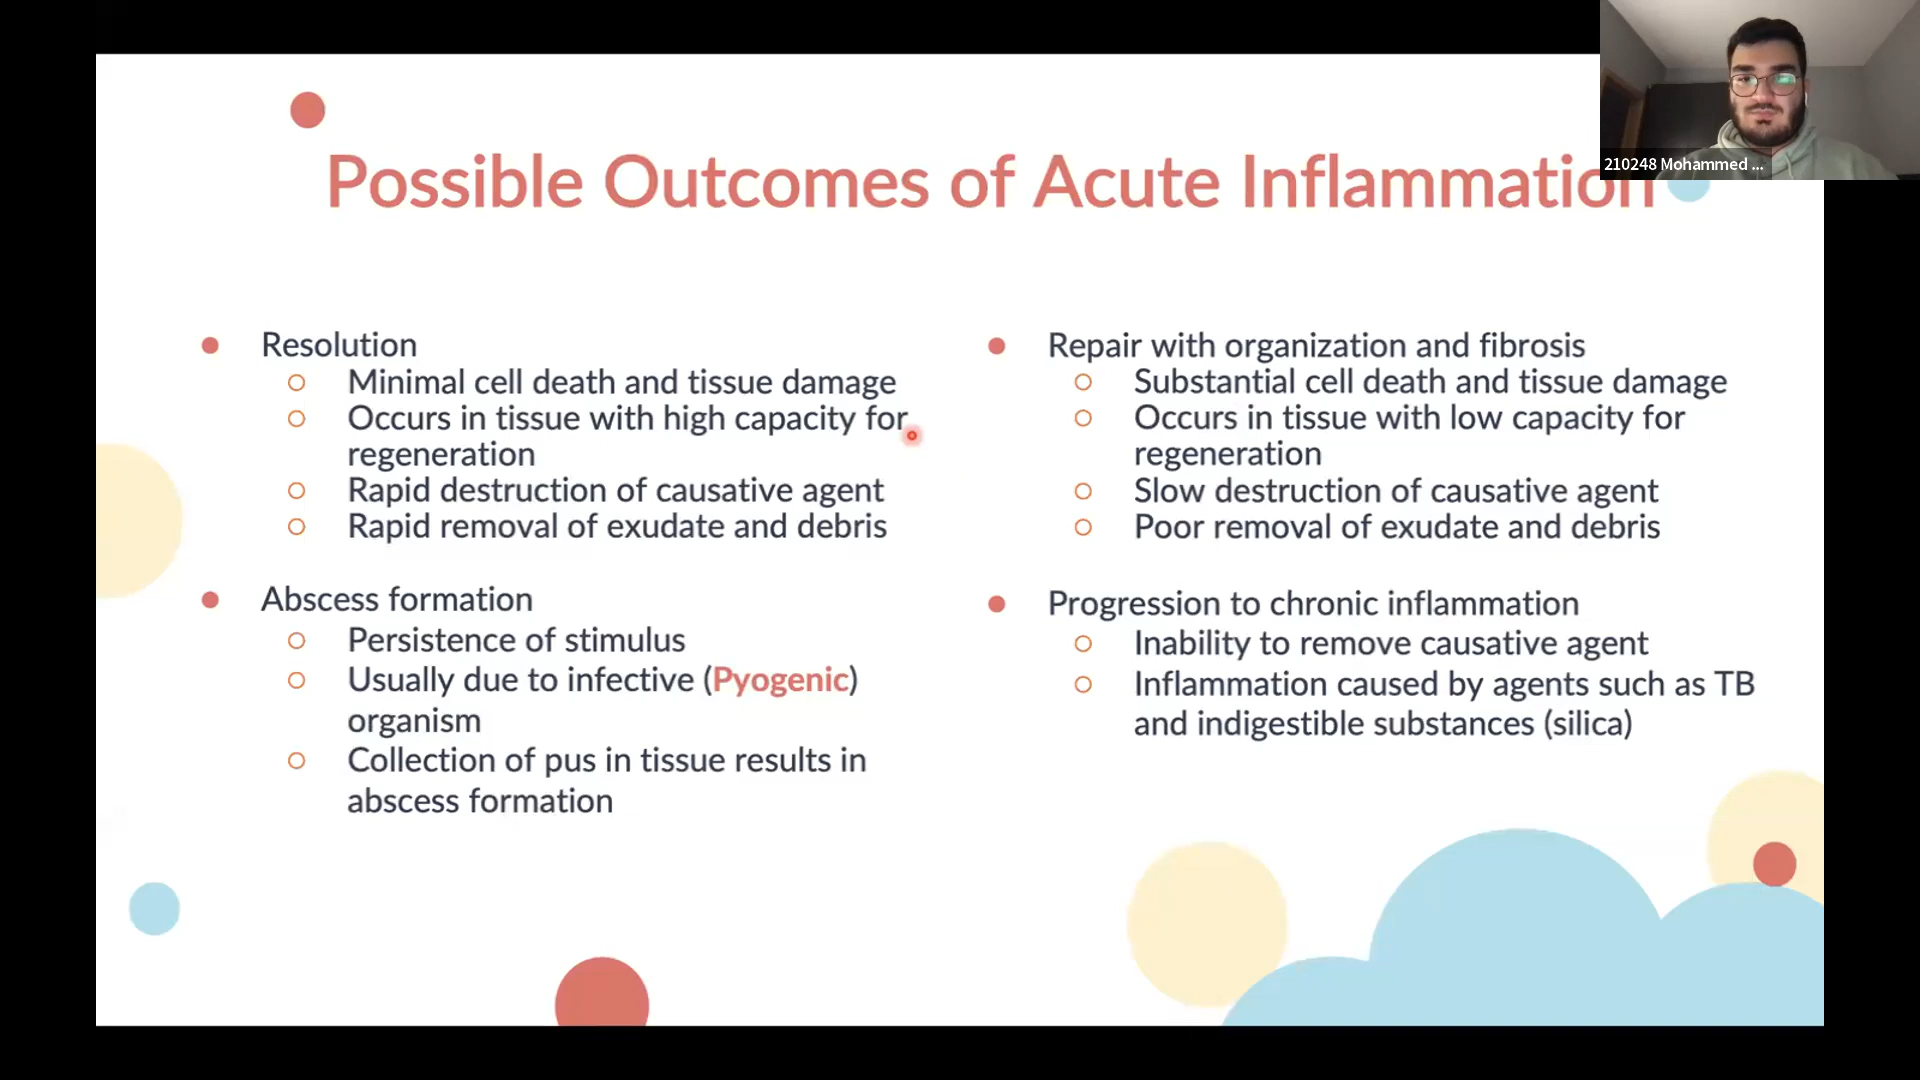 210248 Mohammed ...
Possible Outcomes of Acute Inflammation
Resolution
Minimal cell death and tissue damage
Occurs in tissue with high capacity for
regeneration
Rapid destruction of causative agent
Rapid removal of exudate and debris
Abscess formation
Persistence of stimulus
Usually due to infective (Pyogenic)
organism
Collection of pus in tissue results in
abscess formation
Repair with organization and fibrosis
Substantial cell death and tissue damage
Occurs in tissue with low capacity for
regeneration
Slow destruction of causative agent
Poor removal of exudate and debris
Progression to chronic inflammation
Inability to remove causative agent
Inflammation caused by agents such as TB
and indigestible substances (silica)